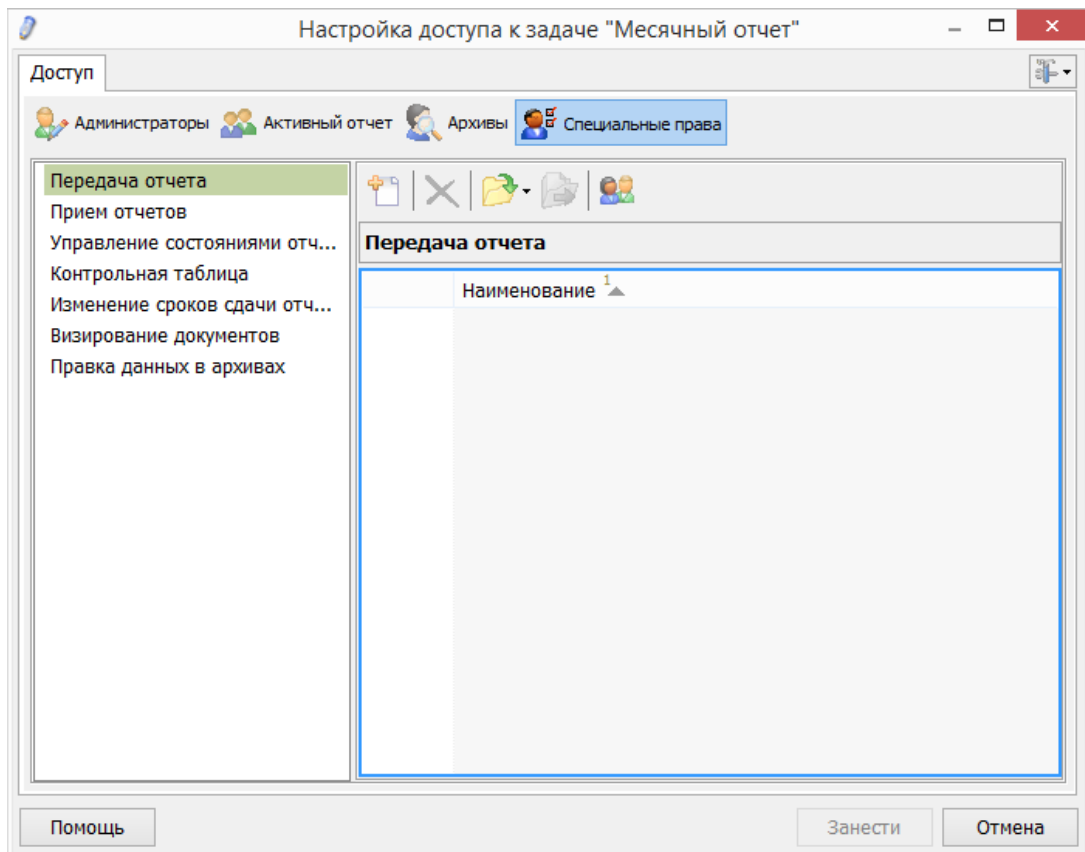 Настройка доступа к задаче "Месячный отчет"
Доступ
Администраторы Активный отчет Архивы Специальные права
Передача отчета
Прием отчетов
Управление состояниями отч...
Контрольная таблица
Изменение сроков сдачи отч...
Визирование документов
Правка данных в архивах
Передача отчета
Наименование 1
Помощь Занести Отмена